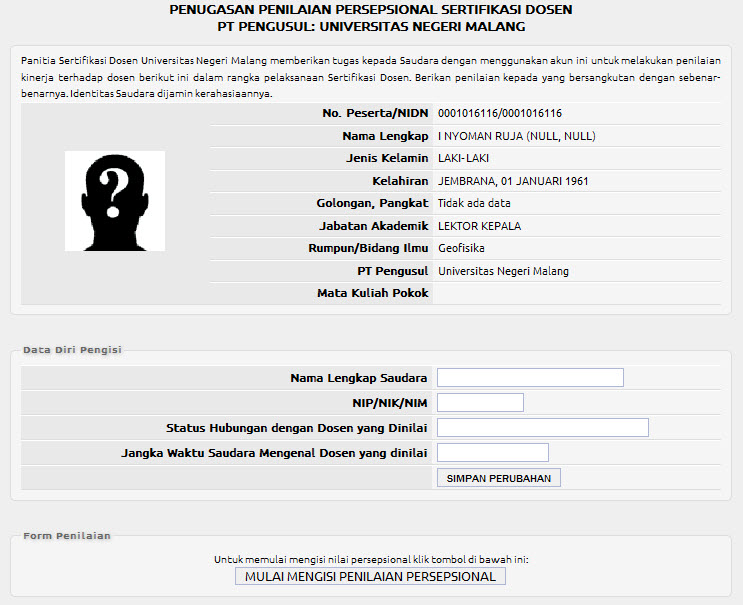 PENUGASAN PENILAIAN PERSEPSIONAL SERTIFIKASI DOSEN
PT PENGUSUL: UNIVERSITAS NEGERI MALANG
Panitia Sertifikasi Dosen Universitas Negeri Malang memberikan tugas kepada Saudara dengan menggunakan akun ini untuk melakukan penilaian
kinerja terhadap dosen berikut ini dalam rangka pelaksanaan Sertifikasi Dosen. Berikan penilaian kepada yang bersangkutan dengan sebenar-
benarnya. Identitas Saudara dijamin kerahasiaannya.
No. Peserta/NIDN 0001016116/0001016116
Nama Lengkap I NYOMAN RUJA (NULL, NULL)
Jenis Kelamin LAKI-LAKI
Kelahiran JEMBRANA, 01 JANUARI 1961
Golongan, Pangkat Tidak ada data
Jabatan Akademik LEKTOR KEPALA
Rumpun/Bidang Ilmu Geofisika
PT Pengusul Universitas Negeri Malang
Mata Kuliah Pokok
Data Diri Pengisi
Nama Lengkap Saudara
NIP/NIK/NIM
Status Hubungan dengan Dosen yang Dinilai
Jangka Waktu Saudara Mengenal Dosen yang dinilai
SIMPAN PERUBAHAN
Form Penilaian
Untuk memulai mengisi nilai persepsional klik tombol di bawah ini:
MULAI MENGISI PENILAIAN PERSEPSIONAL